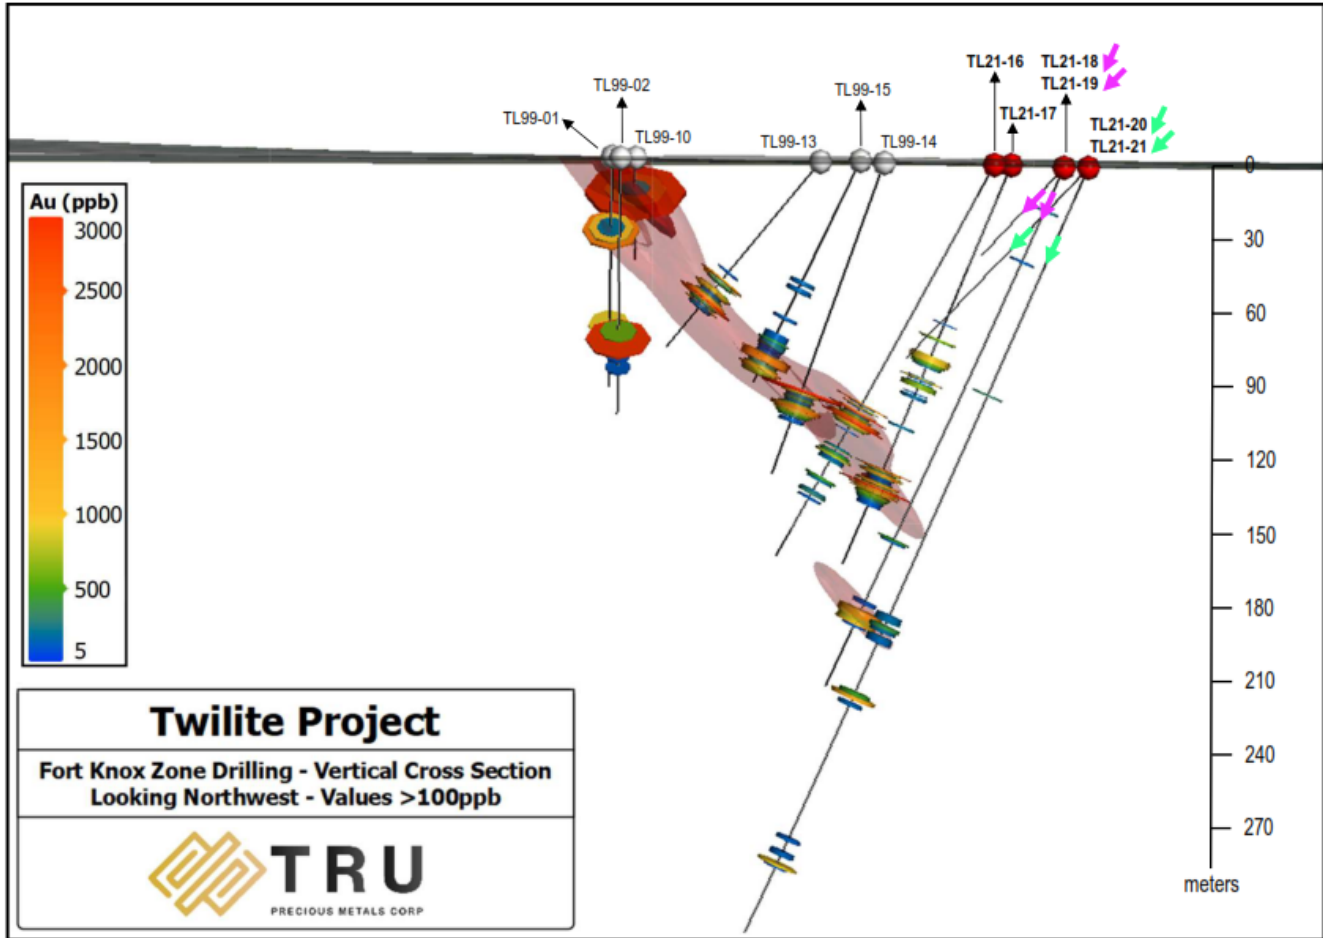 TL99-01
TL99-02
TL99-10
TL99-13
TL99-15
TL99-14
TL21-16
TL21-17
TL21-18
TL21-19
TL21-20
TL21-21
Au (ppb)
3000
2500
2000
1500
1000
500
5
0
30
60
90
120
150
180
210
240
270
meters
Twilite Project
Fort Knox Zone Drilling - Vertical Cross Section
Looking Northwest - Values >100ppb
TRU
PRECIOUS METALS CORP